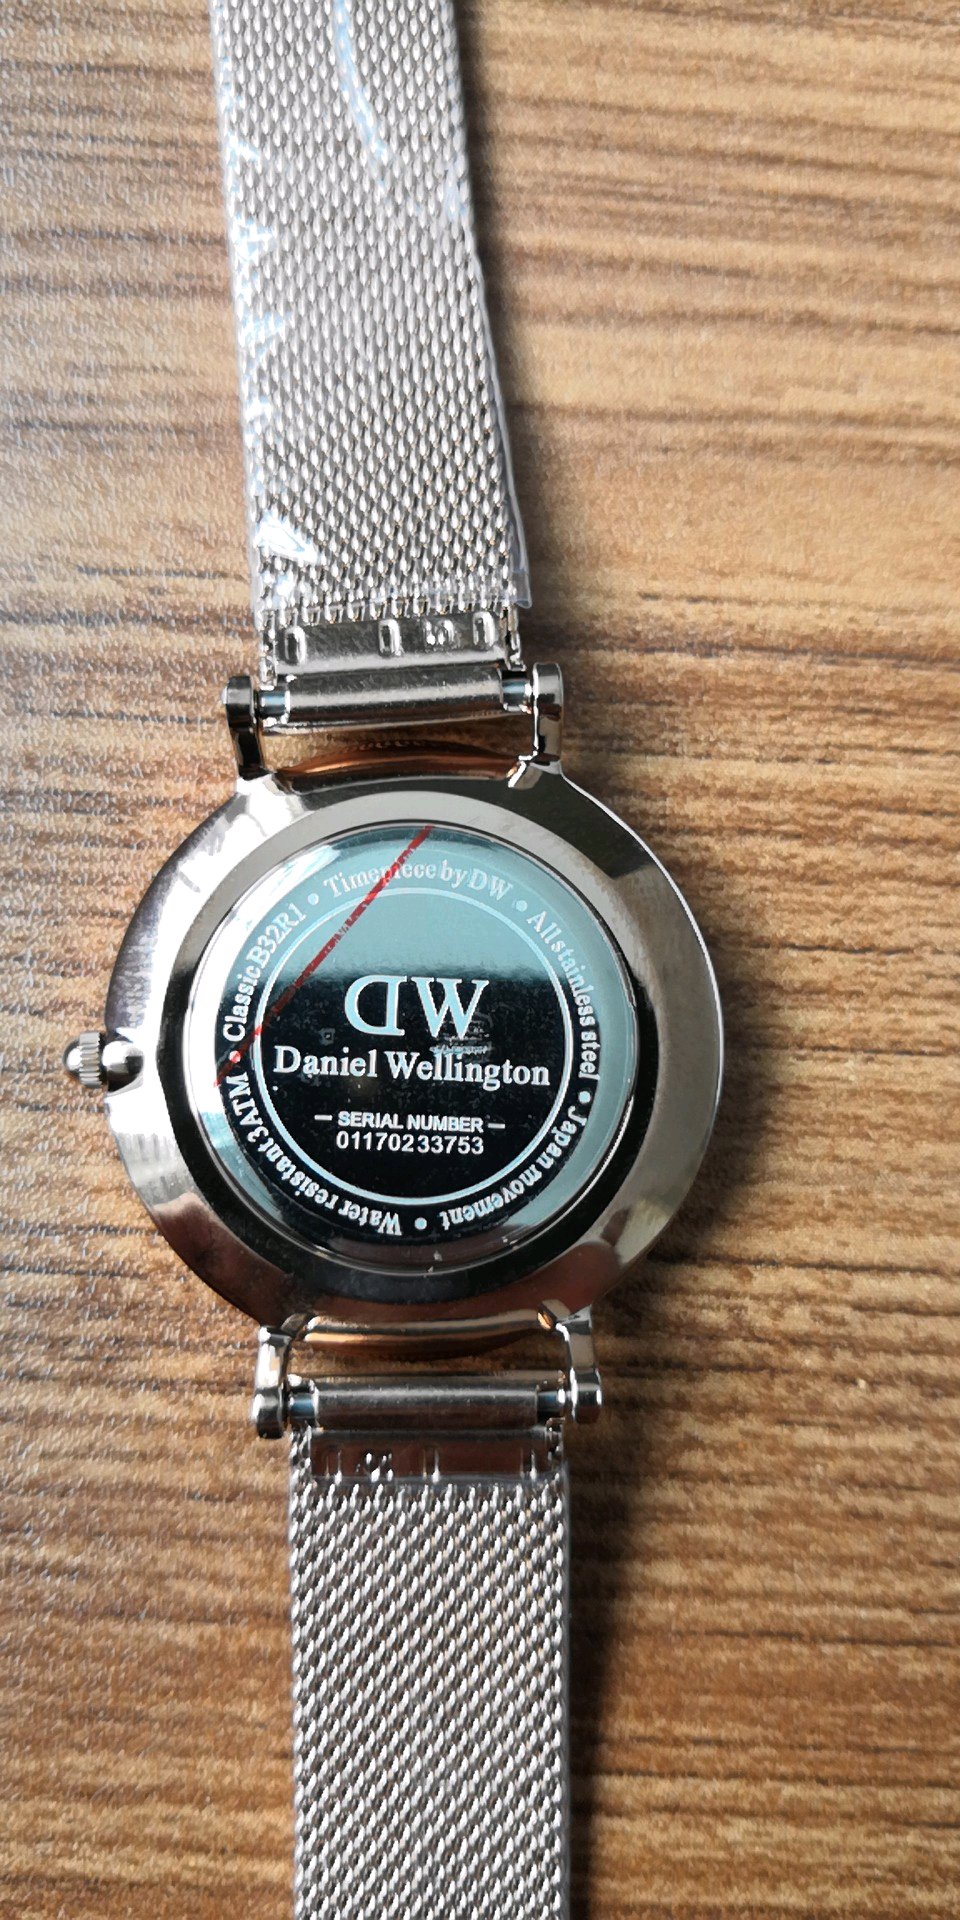 Timepiece by DW • All stainless steel • Japan movement • Water resistant 3ATM • Classic B32R1 •
DW
Daniel Wellington
— SERIAL NUMBER —
01170233753